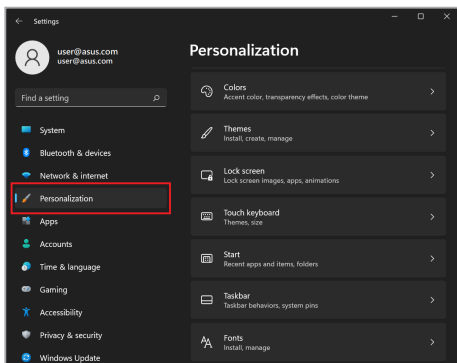 Settings
user@asus.com
user@asus.com
Find a setting
System
Bluetooth & devices
Network & internet
Personalization
Apps
Accounts
Time & language
Gaming
Accessibility
Privacy & security
Windows Update
Personalization
Colors
Accent color, transparency effects, color theme
Themes
Install, create, manage
Lock screen
Lock screen images, apps, animations
Touch keyboard
Themes, size
Start
Recent apps and items, folders
Taskbar
Taskbar behaviors, system pins
Fonts
Install, manage